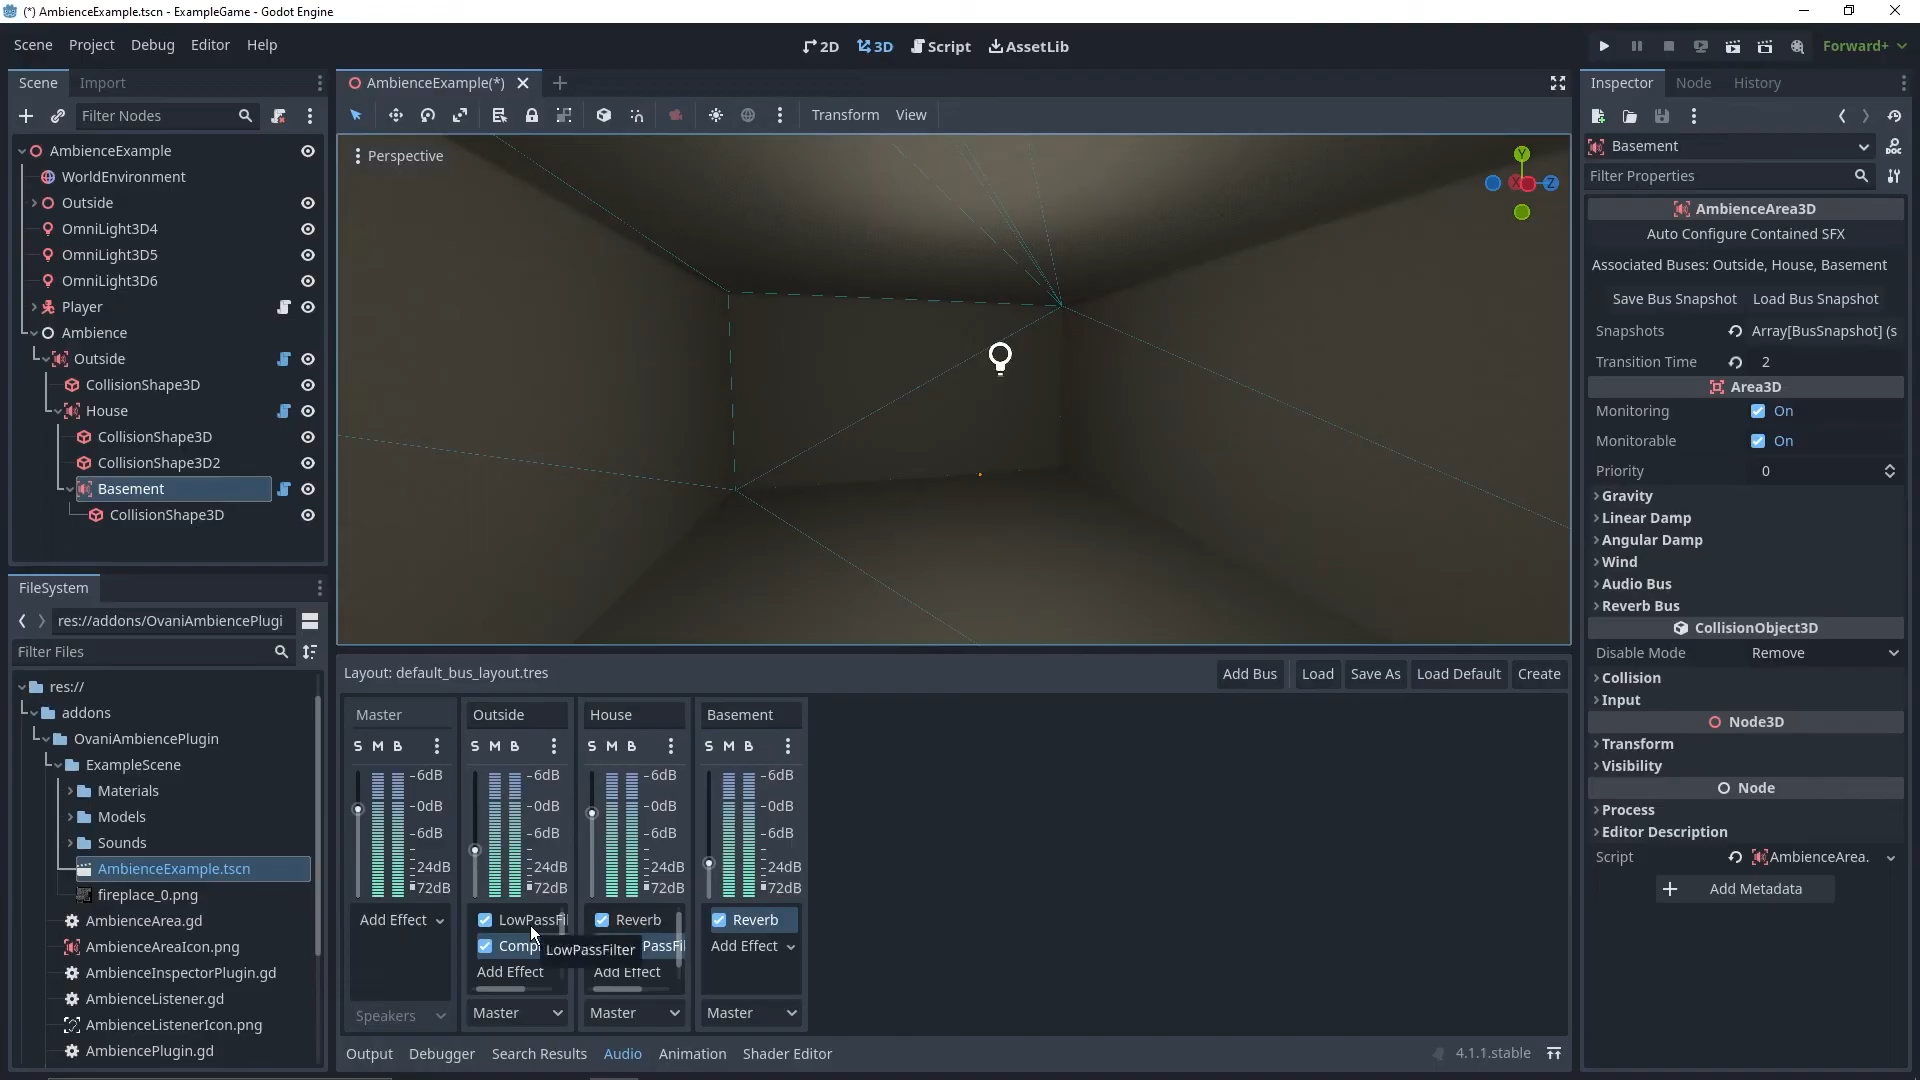 (*) AmbienceExample.tscn - ExampleGame - Godot Engine
Scene Project Debug Editor Help
2D 3D Script AssetLib
Forward+
Scene Import
Filter Nodes
AmbienceExample
WorldEnvironment
Outside
OmniLight3D4
OmniLight3D5
OmniLight3D6
Player
Ambience
Outside
CollisionShape3D
House
CollisionShape3D
CollisionShape3D2
Basement
CollisionShape3D
FileSystem
res://addons/OvaniAmbiencePlugi
Filter Files
res://
addons
OvaniAmbiencePlugin
ExampleScene
Materials
Models
Sounds
AmbienceExample.tscn
fireplace_0.png
AmbienceArea.gd
AmbienceAreaIcon.png
AmbienceInspectorPlugin.gd
AmbienceListener.gd
AmbienceListenerIcon.png
AmbiencePlugin.gd
AmbienceExample(*)
Transform View
Perspective
Y
X Z
Layout: default_bus_layout.tres
Add Bus Load Save As Load Default Create
Master Outside House Basement
S M B S M B S M B S M B
-6dB -6dB -6dB -6dB
-0dB -0dB -0dB -0dB
-6dB -6dB -6dB -6dB
24dB 24dB 24dB 24dB
72dB 72dB 72dB 72dB
Add Effect LowPassFil Reverb Reverb
Comp LowPassFilter PassFil Add Effect
Add Effect Add Effect
Speakers Master Master Master
Output Debugger Search Results Audio Animation Shader Editor
4.1.1.stable
Inspector Node History
Basement
DOC
Filter Properties
AmbienceArea3D
Auto Configure Contained SFX
Associated Buses: Outside, House, Basement
Save Bus Snapshot Load Bus Snapshot
Snapshots Array[BusSnapshot] (s
Transition Time 2
Area3D
Monitoring On
Monitorable On
Priority 0
Gravity
Linear Damp
Angular Damp
Wind
Audio Bus
Reverb Bus
CollisionObject3D
Disable Mode Remove
Collision
Input
Node3D
Transform
Visibility
Node
Process
Editor Description
Script AmbienceArea.
Add Metadata